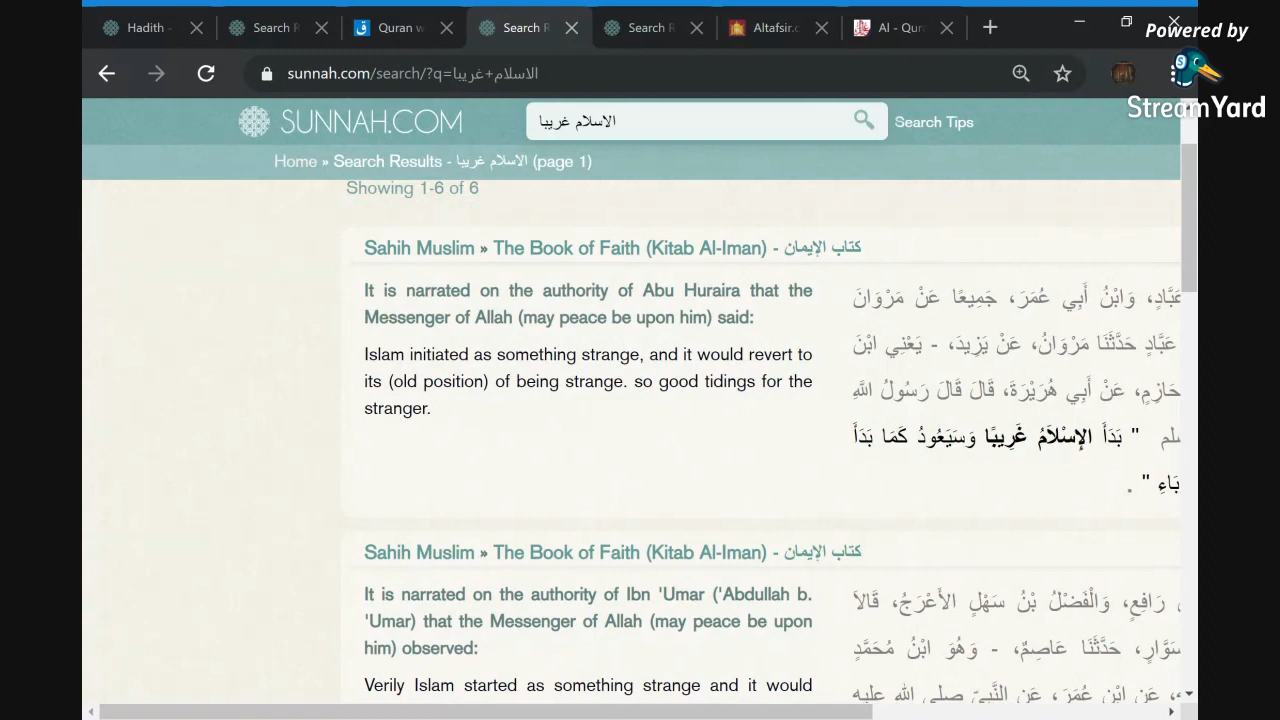 Hadith -
Search R
Quran w
Search R
Search R
Altafsir.c
Al - Qur
Powered by
StreamYard
sunnah.com/search/?q=الاسلام+غريبا
SUNNAH.COM
الاسلام غريبا
Search Tips
Home » Search Results - الاسلام غريبا (page 1)
Showing 1-6 of 6
Sahih Muslim » The Book of Faith (Kitab Al-Iman) - كتاب الإيمان
It is narrated on the authority of Abu Huraira that the
Messenger of Allah (may peace be upon him) said:
Islam initiated as something strange, and it would revert to
its (old position) of being strange. so good tidings for the
stranger.
عَبَّادٍ، وَابْنُ أَبِي عُمَرَ، جَمِيعًا عَنْ مَرْوَانَ
عَبَّادٍ حَدَّثَنَا مَرْوَانُ، عَنْ يَزِيدَ، - يَعْنِي ابْنَ
حَازِمٍ، عَنْ أَبِي هُرَيْرَةَ، قَالَ قَالَ رَسُولُ اللَّهِ
" بَدَأَ الإِسْلاَمُ غَرِيبًا وَسَيَعُودُ كَمَا بَدَأَ
" .
Sahih Muslim » The Book of Faith (Kitab Al-Iman) - كتاب الإيمان
It is narrated on the authority of Ibn 'Umar ('Abdullah b.
'Umar) that the Messenger of Allah (may peace be upon
him) observed:
Verily Islam started as something strange and it would
رَافِعٍ، وَالْفَضْلُ بْنُ سَهْلٍ الأَعْرَجُ، قَالاَ
سَوَّارٍ، حَدَّثَنَا عَاصِمٌ، - وَهُوَ ابْنُ مُحَمَّدٍ
عَنِ ابْنِ عُمَرَ، عَنِ النَّبِيِّ صلى الله عليه